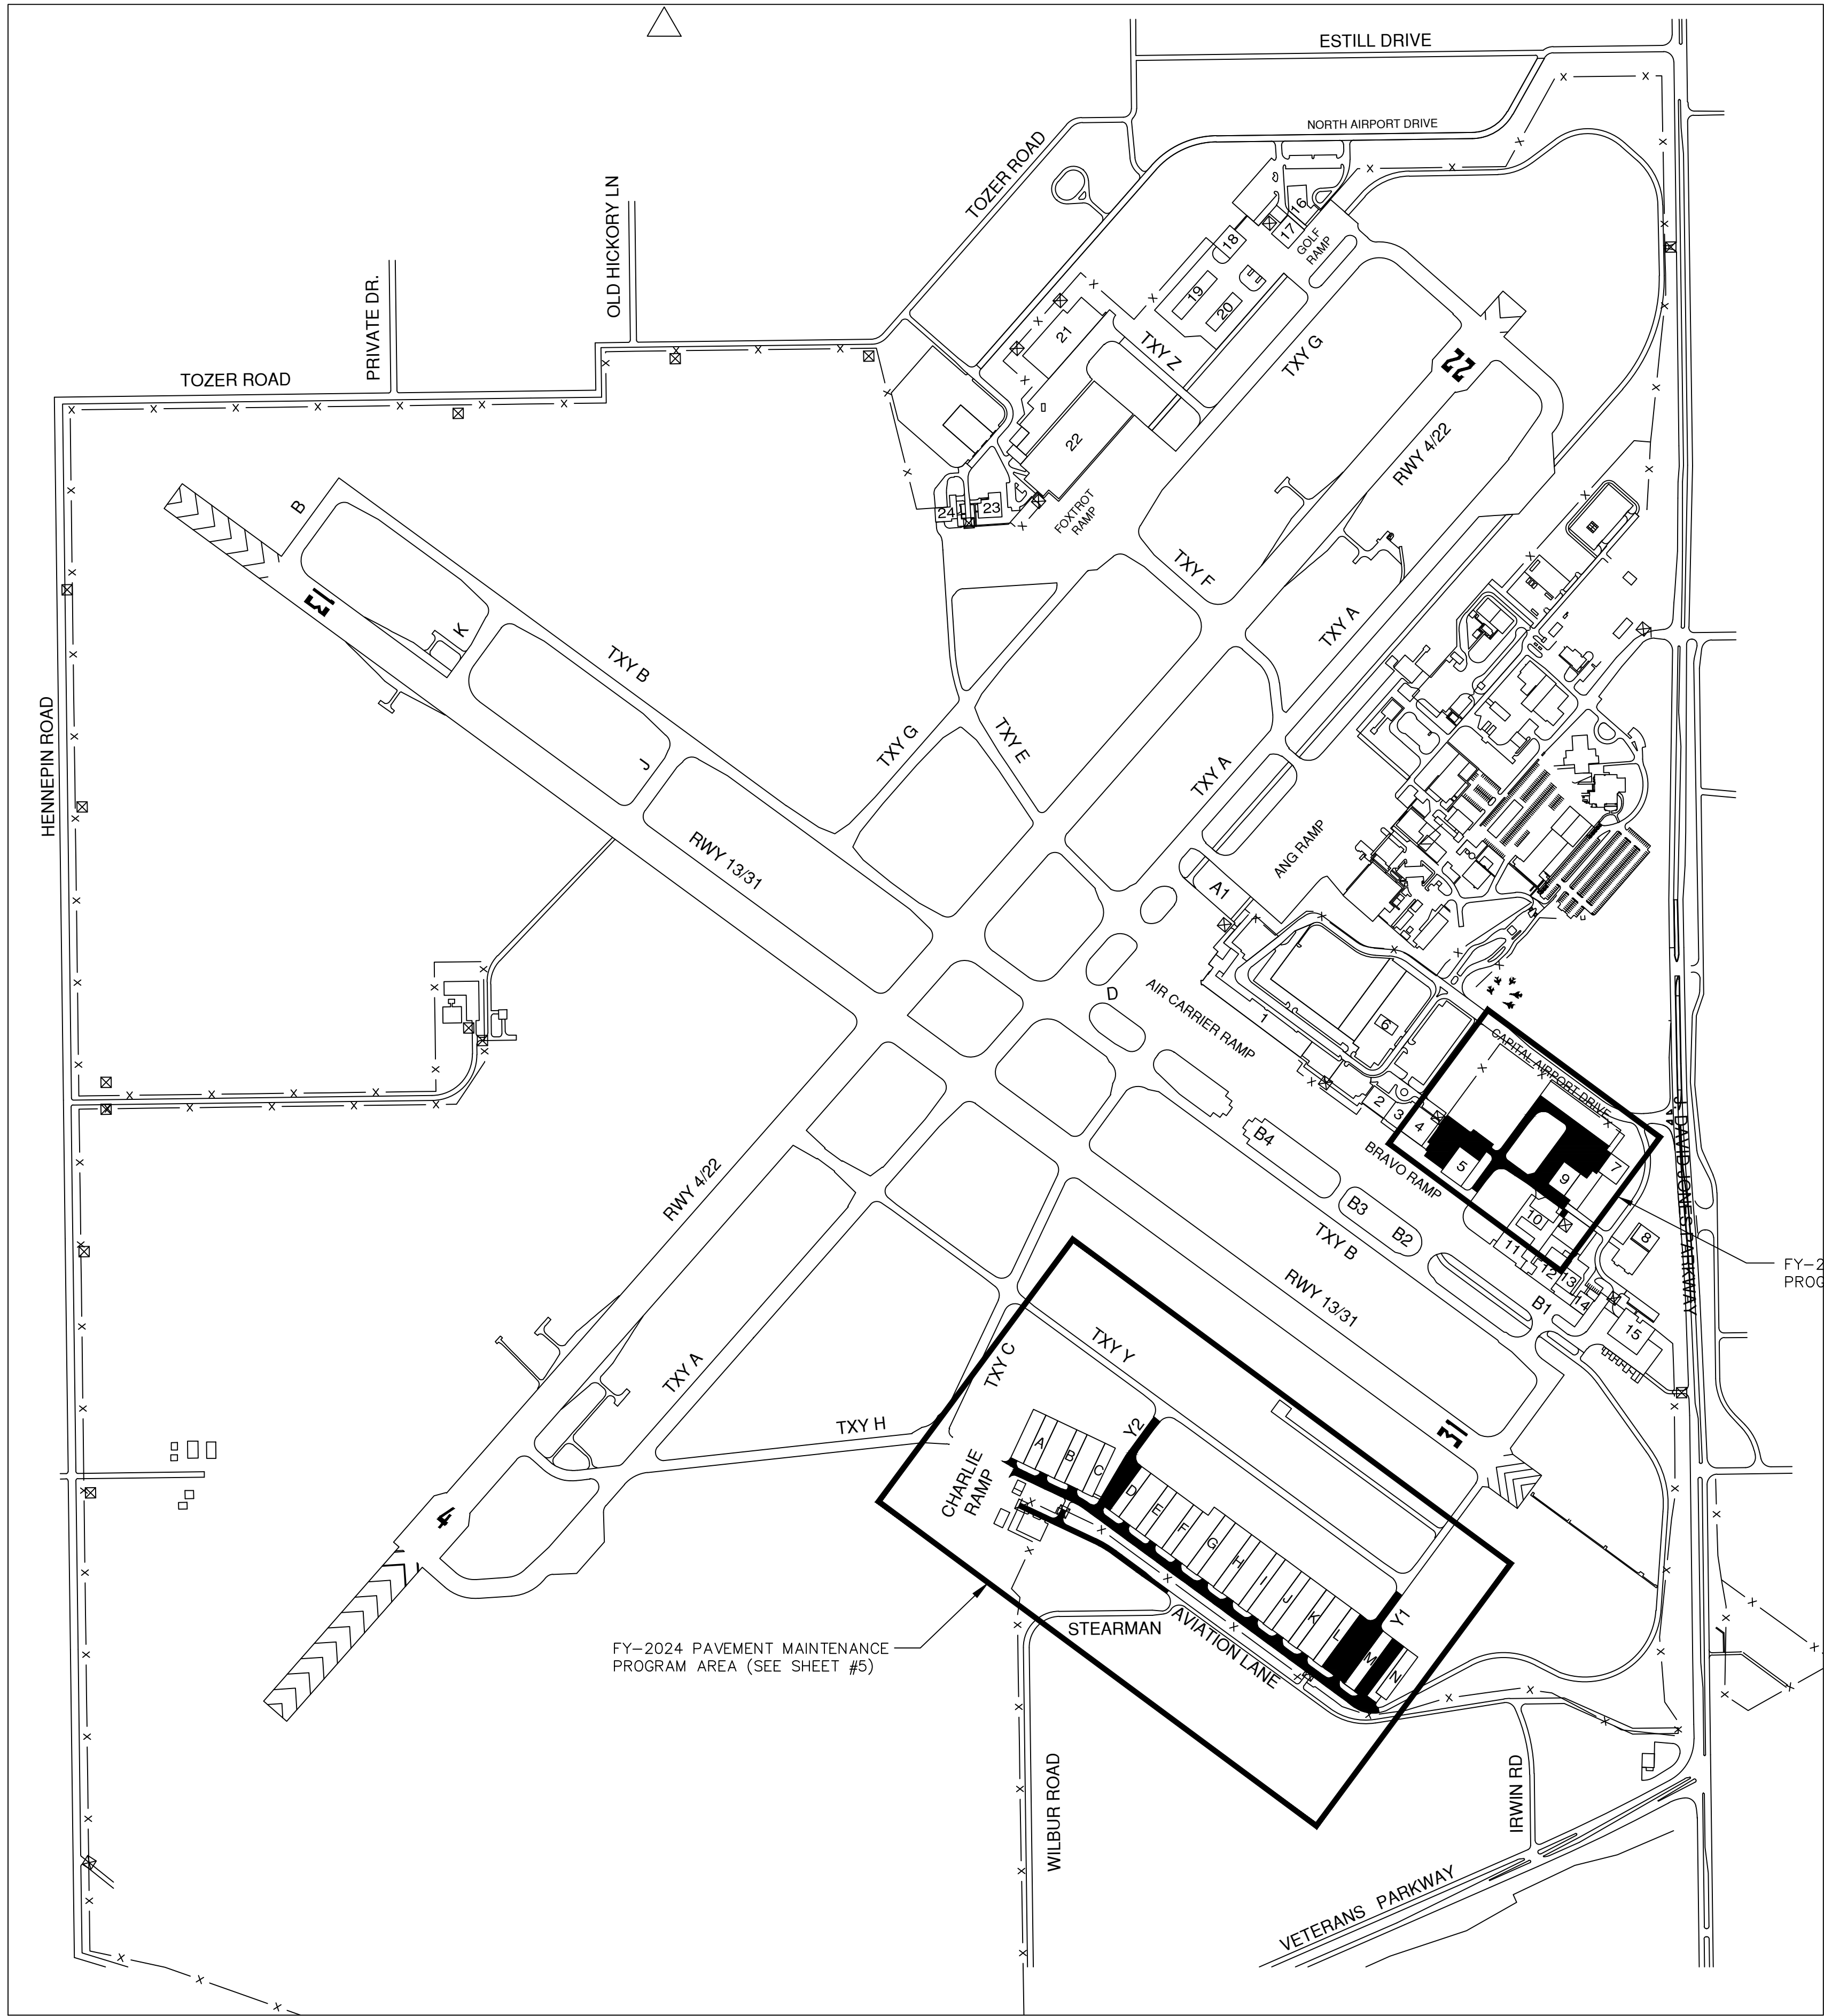 ESTILL DRIVE
NORTH AIRPORT DRIVE
TOZER ROAD
OLD HICKORY LN
PRIVATE DR.
TOZER ROAD
HENNEPIN ROAD
16
17
18
GOLF
RAMP
19
20
21
TXY Z
TXY G
22
22
RWY 4/22
23
24
FOXTROT
RAMP
B
13
K
J
TXY B
TXY F
TXY A
TXY G
TXY E
TXY A
RWY 13/31
ANG RAMP
A1
D
AIR CARRIER RAMP
1
6
2
3
4
CAPITAL AIRPORT DRIVE
J. DAVID JONES PARKWAY
5
7
9
BRAVO RAMP
B4
B3
B2
10
11
12
13
14
8
15
B1
TXY B
RWY 13/31
RWY 4/22
TXY A
TXY H
TXY C
TXY Y
31
4
Y2
CHARLIE
RAMP
A
B
C
D
E
F
G
H
I
J
K
L
M
N
Y1
STEARMAN
AVIATION LANE
FY-2024 PAVEMENT MAINTENANCE
PROGRAM AREA (SEE SHEET #5)
FY-2
PROG
WILBUR ROAD
IRWIN RD
VETERANS PARKWAY